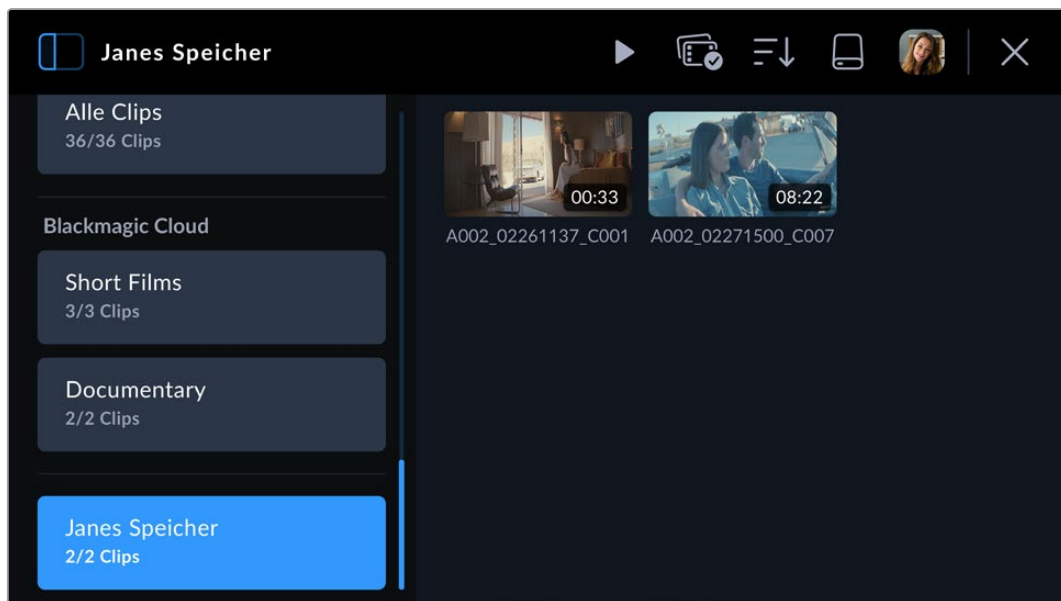 Janes Speicher
Alle Clips
36/36 Clips
Blackmagic Cloud
Short Films
3/3 Clips
Documentary
2/2 Clips
Janes Speicher
2/2 Clips
00:33
08:22
A002_02261137_C001
A002_02271500_C007